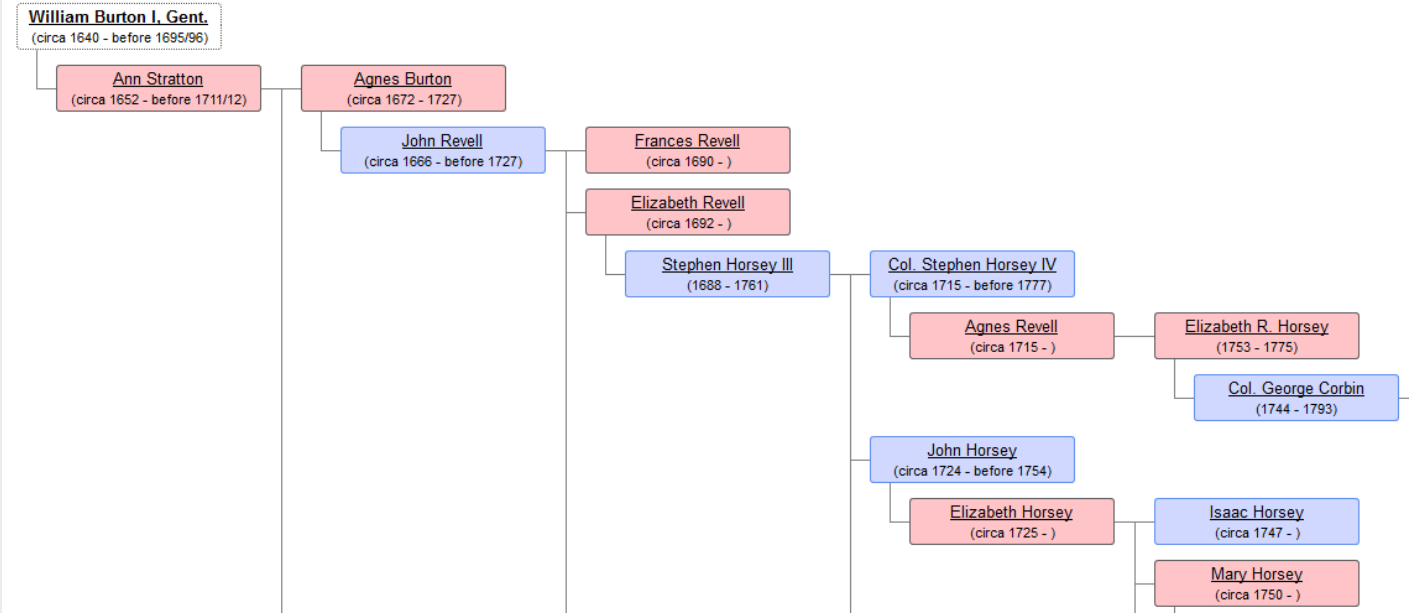 William Burton I, Gent.
(circa 1640 - before 1695/96)
Ann Stratton
(circa 1652 - before 1711/12)
Agnes Burton
(circa 1672 - 1727)
John Revell
(circa 1666 - before 1727)
Frances Revell
(circa 1690 - )
Elizabeth Revell
(circa 1692 - )
Stephen Horsey III
(1688 - 1761)
Col. Stephen Horsey IV
(circa 1715 - before 1777)
Agnes Revell
(circa 1715 - )
Elizabeth R. Horsey
(1753 - 1775)
Col. George Corbin
(1744 - 1793)
John Horsey
(circa 1724 - before 1754)
Elizabeth Horsey
(circa 1725 - )
Isaac Horsey
(circa 1747 - )
Mary Horsey
(circa 1750 - )